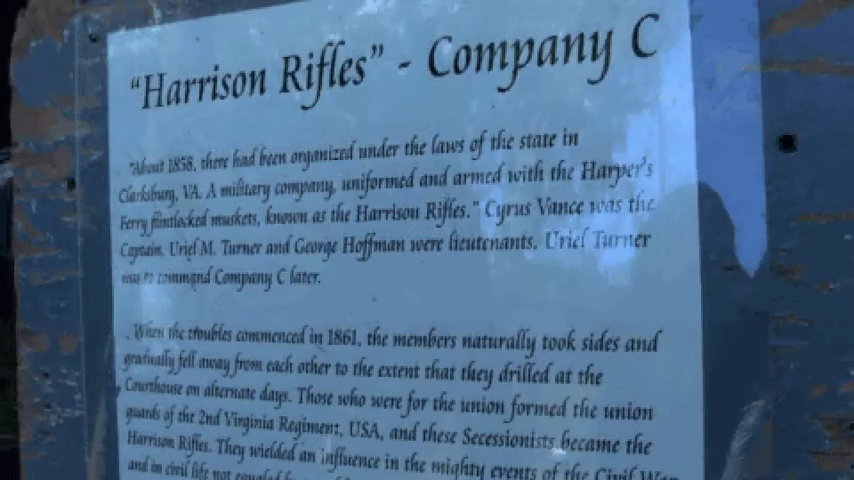 "Harrison Rifles" - Company C
"About 1858, there had been organized under the laws of the state in
Clarksburg, VA. A military company, uniformed and armed with the Harper's
Ferry flintlocked muskets, known as the Harrison Rifles." Cyrus Vance was the
Captain, Uriel M. Turner and George Hoffman were lieutenants. Uriel Turner
was to command Company C later.
When the troubles commenced in 1861, the members naturally took sides and
gradually fell away from each other to the extent that they drilled at the
Courthouse on alternate days. Those who were for the union formed the union
guards of the 2nd Virginia Regiment, USA, and these Secessionists became the
Harrison Rifles. They wielded an influence in the mighty events of the Civil War
and in civil life not